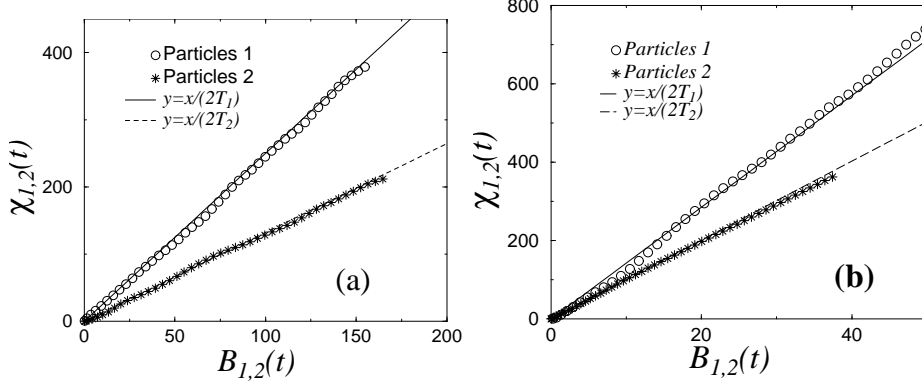 400
200
0
0
50
100
150
200
χ1,2(t)
B1,2(t)
Particles 1
Particles 2
y=x/(2T1)
y=x/(2T2)
(a)
800
600
400
200
0
0
20
40
χ1,2(t)
B1,2(t)
Particles 1
Particles 2
y=x/(2T1)
y=x/(2T2)
(b)